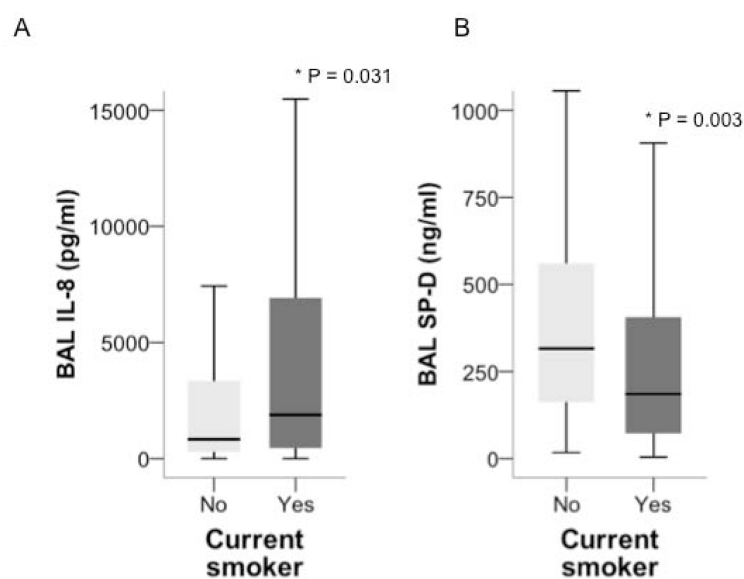 A
* P = 0.031
BAL IL-8 (pg/ml)
15000
10000
5000
0
No Yes
Current
smoker
B
* P = 0.003
BAL SP-D (ng/ml)
1000
750
500
250
0
No Yes
Current
smoker